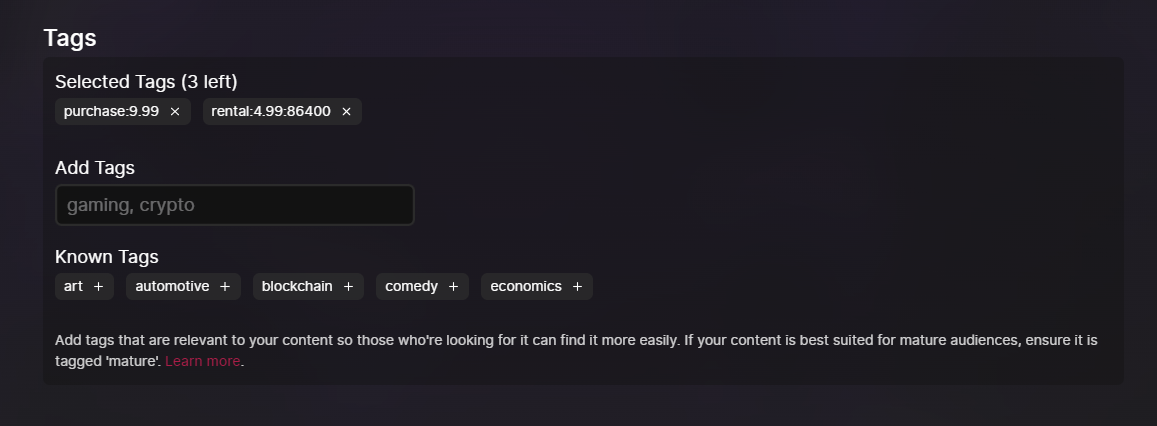 Tags
Selected Tags (3 left)
purchase:9.99 × rental:4.99:86400 ×
Add Tags
gaming, crypto
Known Tags
art + automotive + blockchain + comedy + economics +
Add tags that are relevant to your content so those who're looking for it can find it more easily. If your content is best suited for mature audiences, ensure it is
tagged 'mature'. Learn more.